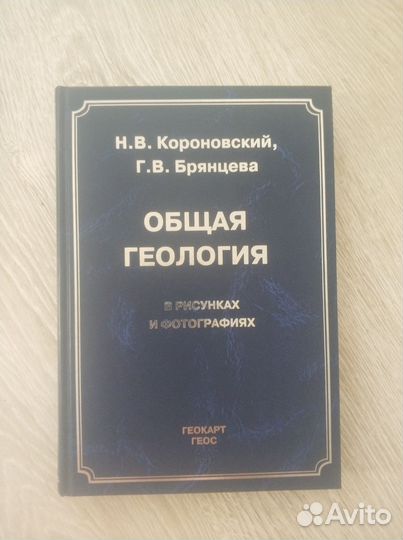 Н.В. Короновский,
Г.В. Брянцева
ОБЩАЯ
ГЕОЛОГИЯ
В РИСУНКАХ
И ФОТОГРАФИЯХ
ГЕОКАРТ
ГЕОС
Avito